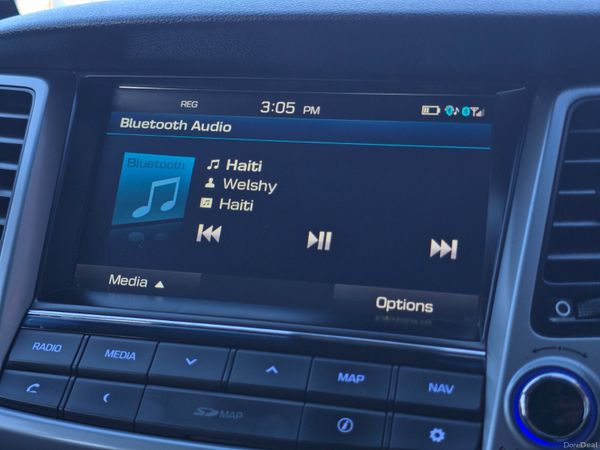 REG 3:05 PM
Bluetooth Audio
Bluetooth
Haiti
Welshy
Haiti
Media
Options
RADIO MEDIA MAP NAV
SD MAP
DoneDeal